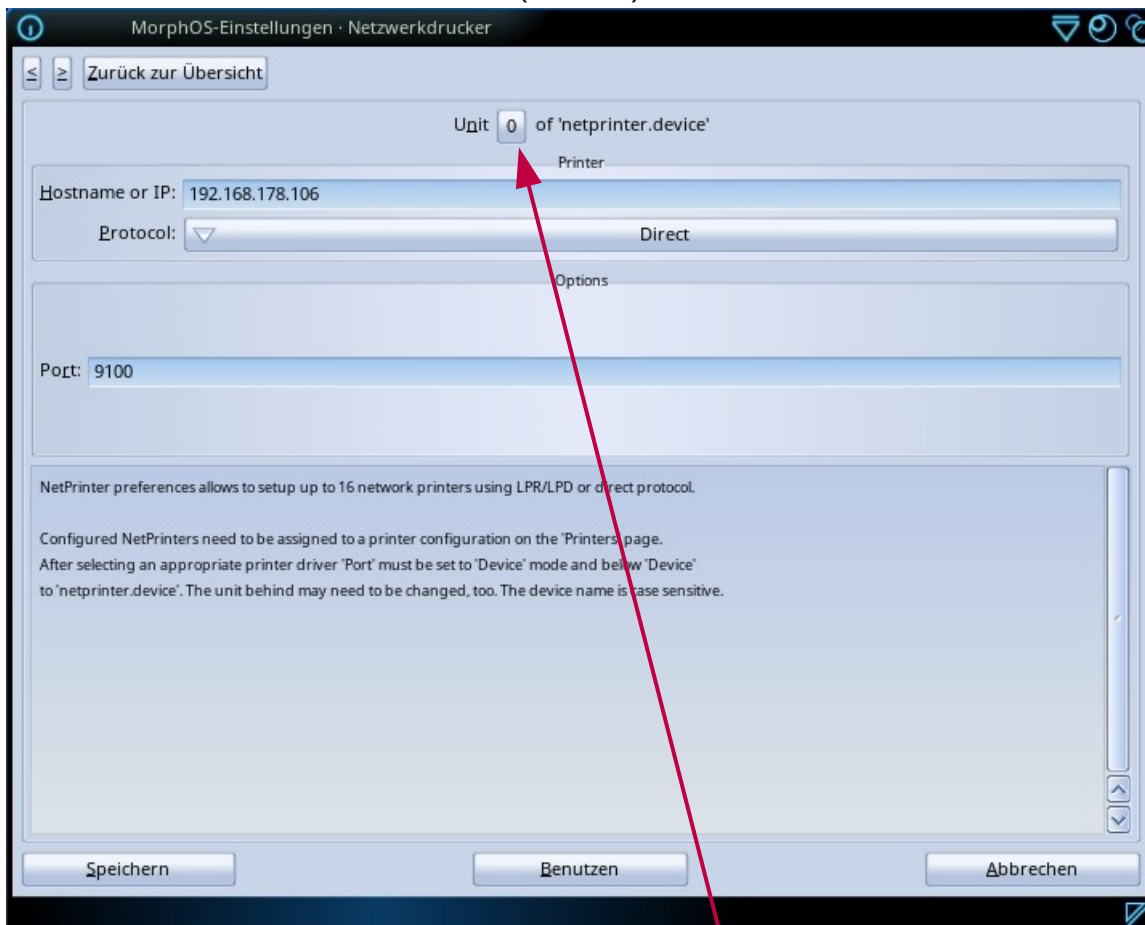 MorphOS-Einstellungen · Netzwerkdrucker
≤ ≥ Zurück zur Übersicht
Unit 0 of 'netprinter.device'
Printer
Hostname or IP: 192.168.178.106
Protocol: Direct
Options
Port: 9100
NetPrinter preferences allows to setup up to 16 network printers using LPR/LPD or direct protocol.
Configured NetPrinters need to be assigned to a printer configuration on the 'Printers' page.
After selecting an appropriate printer driver 'Port' must be set to 'Device' mode and below 'Device'
to 'netprinter.device'. The unit behind may need to be changed, too. The device name is case sensitive.
Speichern Benutzen Abbrechen